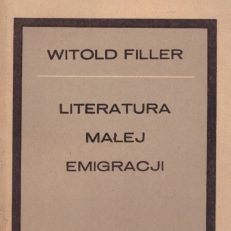 WITOLD FILLER
LITERATURA
MAŁEJ
EMIGRACJI